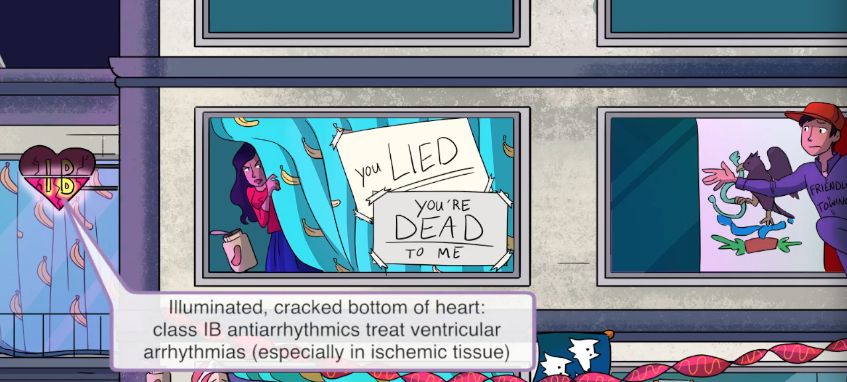 YOU LIED
YOU'RE
DEAD
TO ME
IB
IB
FRIENDLY
TOWING
Illuminated, cracked bottom of heart:
class IB antiarrhythmics treat ventricular
arrhythmias (especially in ischemic tissue)